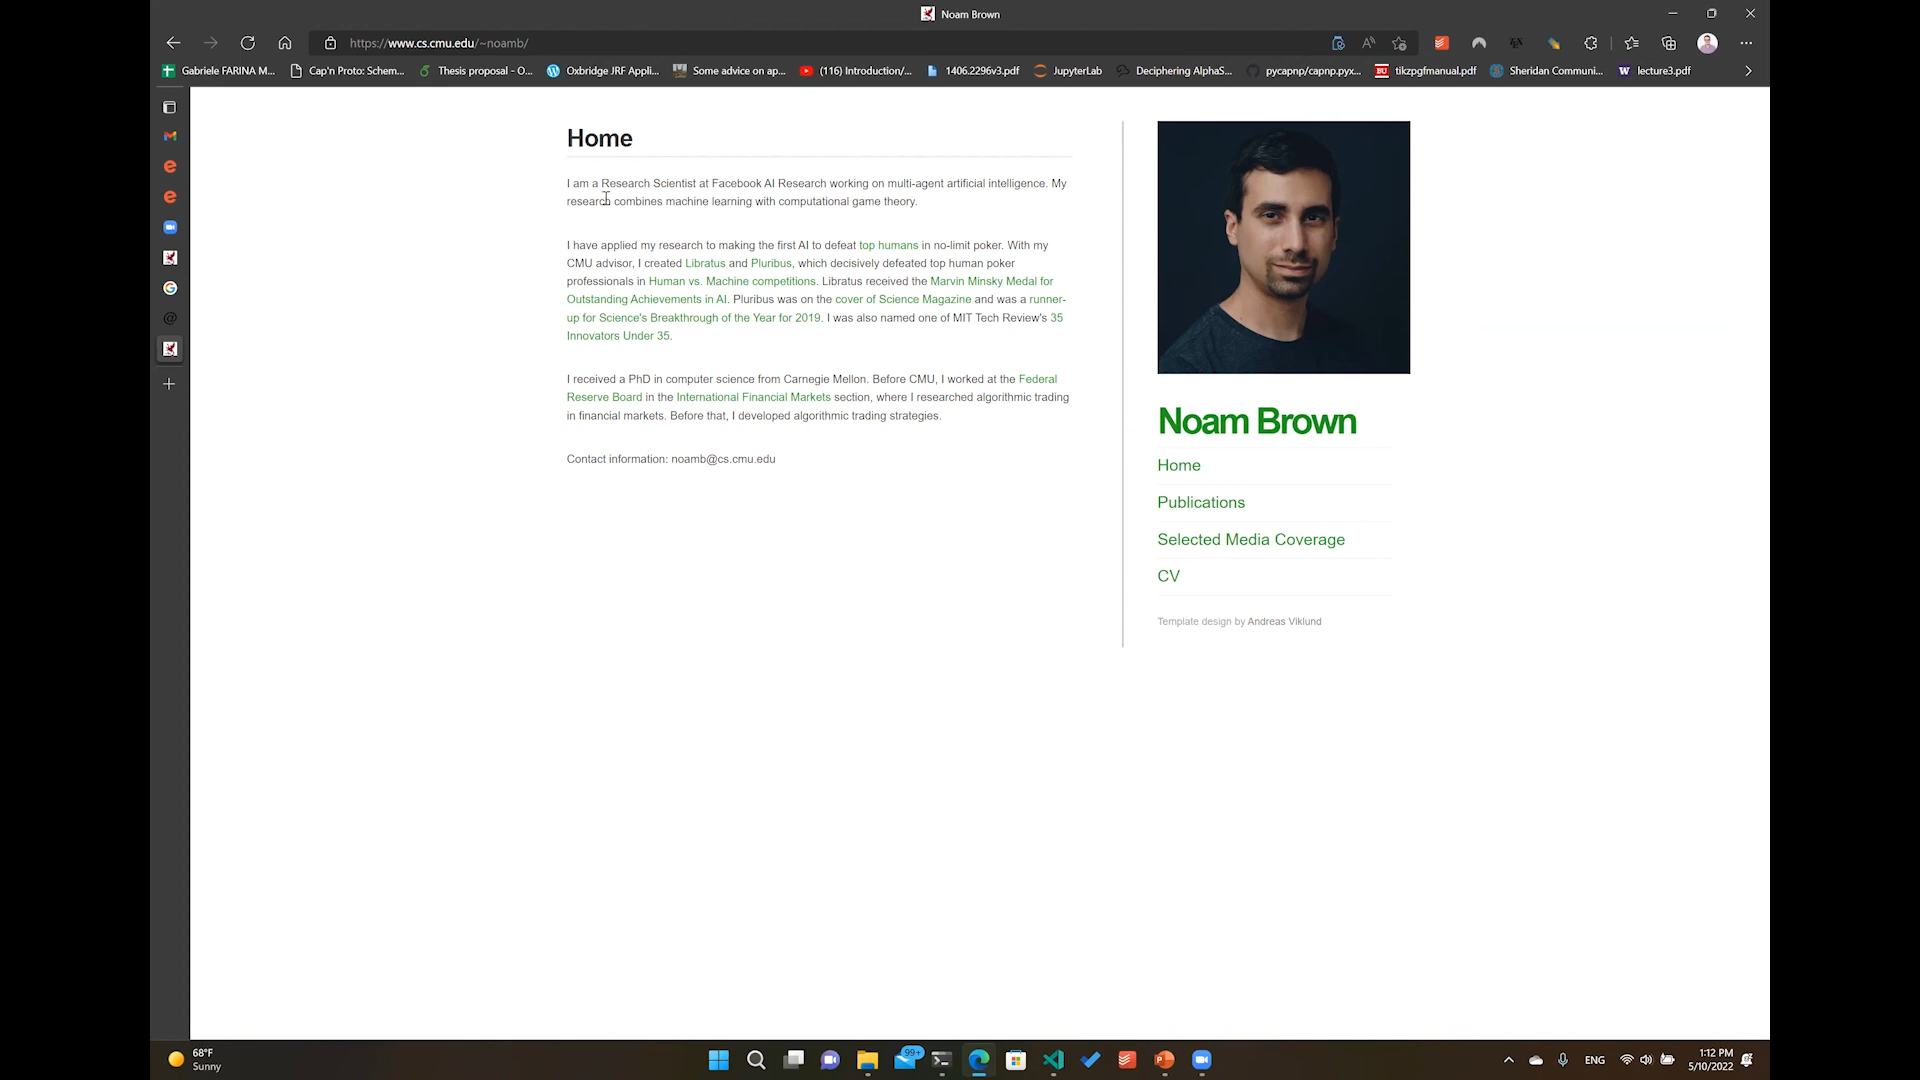 Noam Brown
https://www.cs.cmu.edu/~noamb/
Gabriele FARINA M...
Cap'n Proto: Schem...
Thesis proposal - O...
Oxbridge JRF Appli...
Some advice on ap...
(116) Introduction/...
1406.2296v3.pdf
JupyterLab
Deciphering AlphaS...
pycapnp/capnp.pyx...
tikzpgfmanual.pdf
Sheridan Communi...
lecture3.pdf
Home
I am a Research Scientist at Facebook AI Research working on multi-agent artificial intelligence. My
research combines machine learning with computational game theory.
I have applied my research to making the first AI to defeat top humans in no-limit poker. With my
CMU advisor, I created Libratus and Pluribus, which decisively defeated top human poker
professionals in Human vs. Machine competitions. Libratus received the Marvin Minsky Medal for
Outstanding Achievements in AI. Pluribus was on the cover of Science Magazine and was a runner-
up for Science's Breakthrough of the Year for 2019. I was also named one of MIT Tech Review's 35
Innovators Under 35.
I received a PhD in computer science from Carnegie Mellon. Before CMU, I worked at the Federal
Reserve Board in the International Financial Markets section, where I researched algorithmic trading
in financial markets. Before that, I developed algorithmic trading strategies.
Contact information: noamb@cs.cmu.edu
Noam Brown
Home
Publications
Selected Media Coverage
CV
Template design by Andreas Viklund
68°F
Sunny
99+
ENG
1:12 PM
5/10/2022